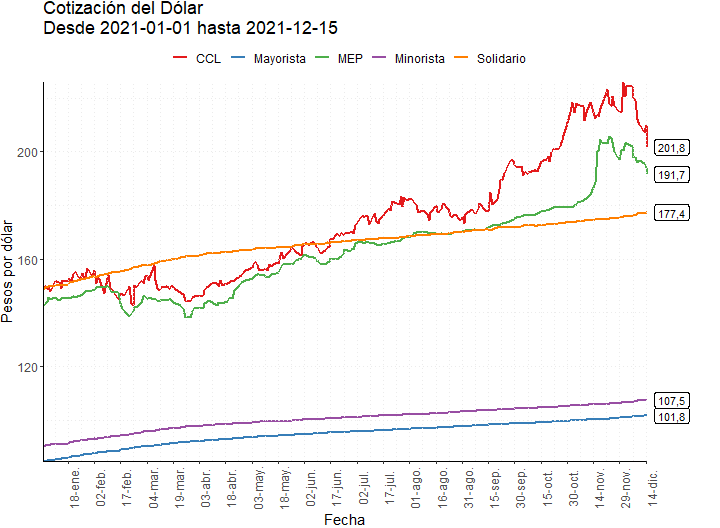 Cotización del Dólar
Desde 2021-01-01 hasta 2021-12-15
CCL Mayorista MEP Minorista Solidario
Pesos por dólar
200
160
120
201,8
191,7
177,4
107,5
101,8
18-ene.
02-feb.
17-feb.
04-mar.
19-mar.
03-abr.
18-abr.
03-may.
18-may.
02-jun.
17-jun.
02-jul.
17-jul.
01-ago.
16-ago.
31-ago.
15-sep.
30-sep.
15-oct.
30-oct.
14-nov.
29-nov.
14-dic.
Fecha